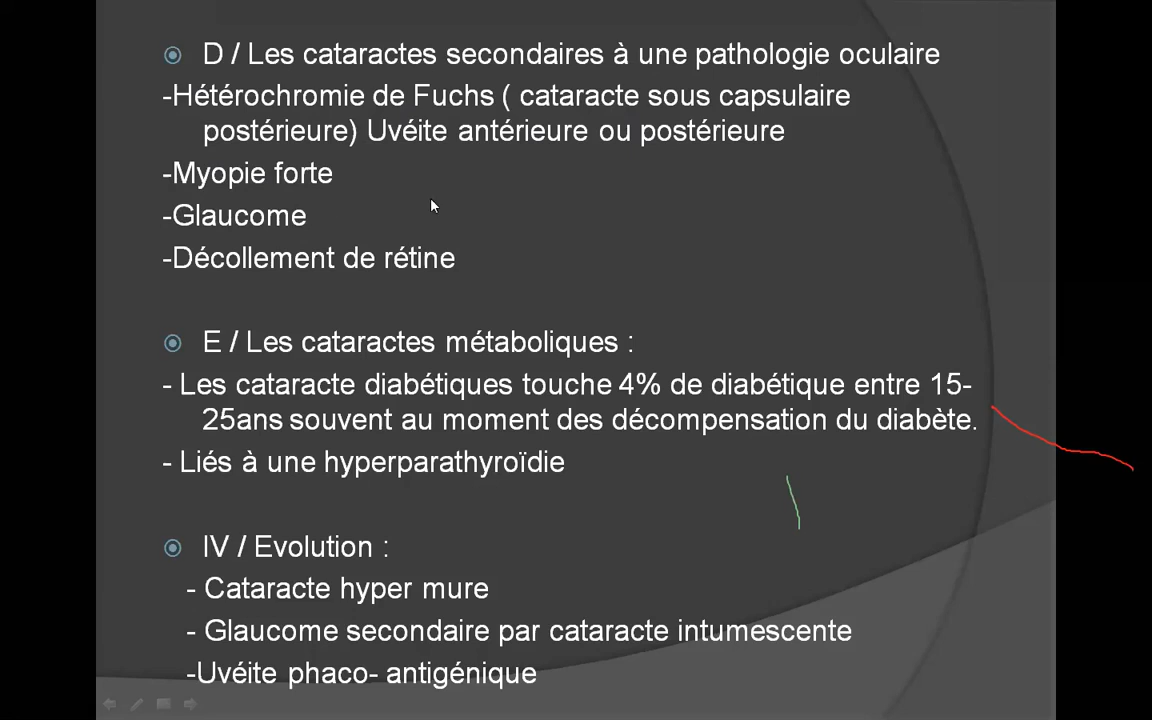 D / Les cataractes secondaires à une pathologie oculaire
-Hétérochromie de Fuchs ( cataracte sous capsulaire
postérieure) Uvéite antérieure ou postérieure
-Myopie forte
-Glaucome
-Décollement de rétine
E / Les cataractes métaboliques :
- Les cataracte diabétiques touche 4% de diabétique entre 15-
25ans souvent au moment des décompensation du diabète.
- Liés à une hyperparathyroïdie
IV / Evolution :
- Cataracte hyper mure
- Glaucome secondaire par cataracte intumescente
-Uvéite phaco- antigénique